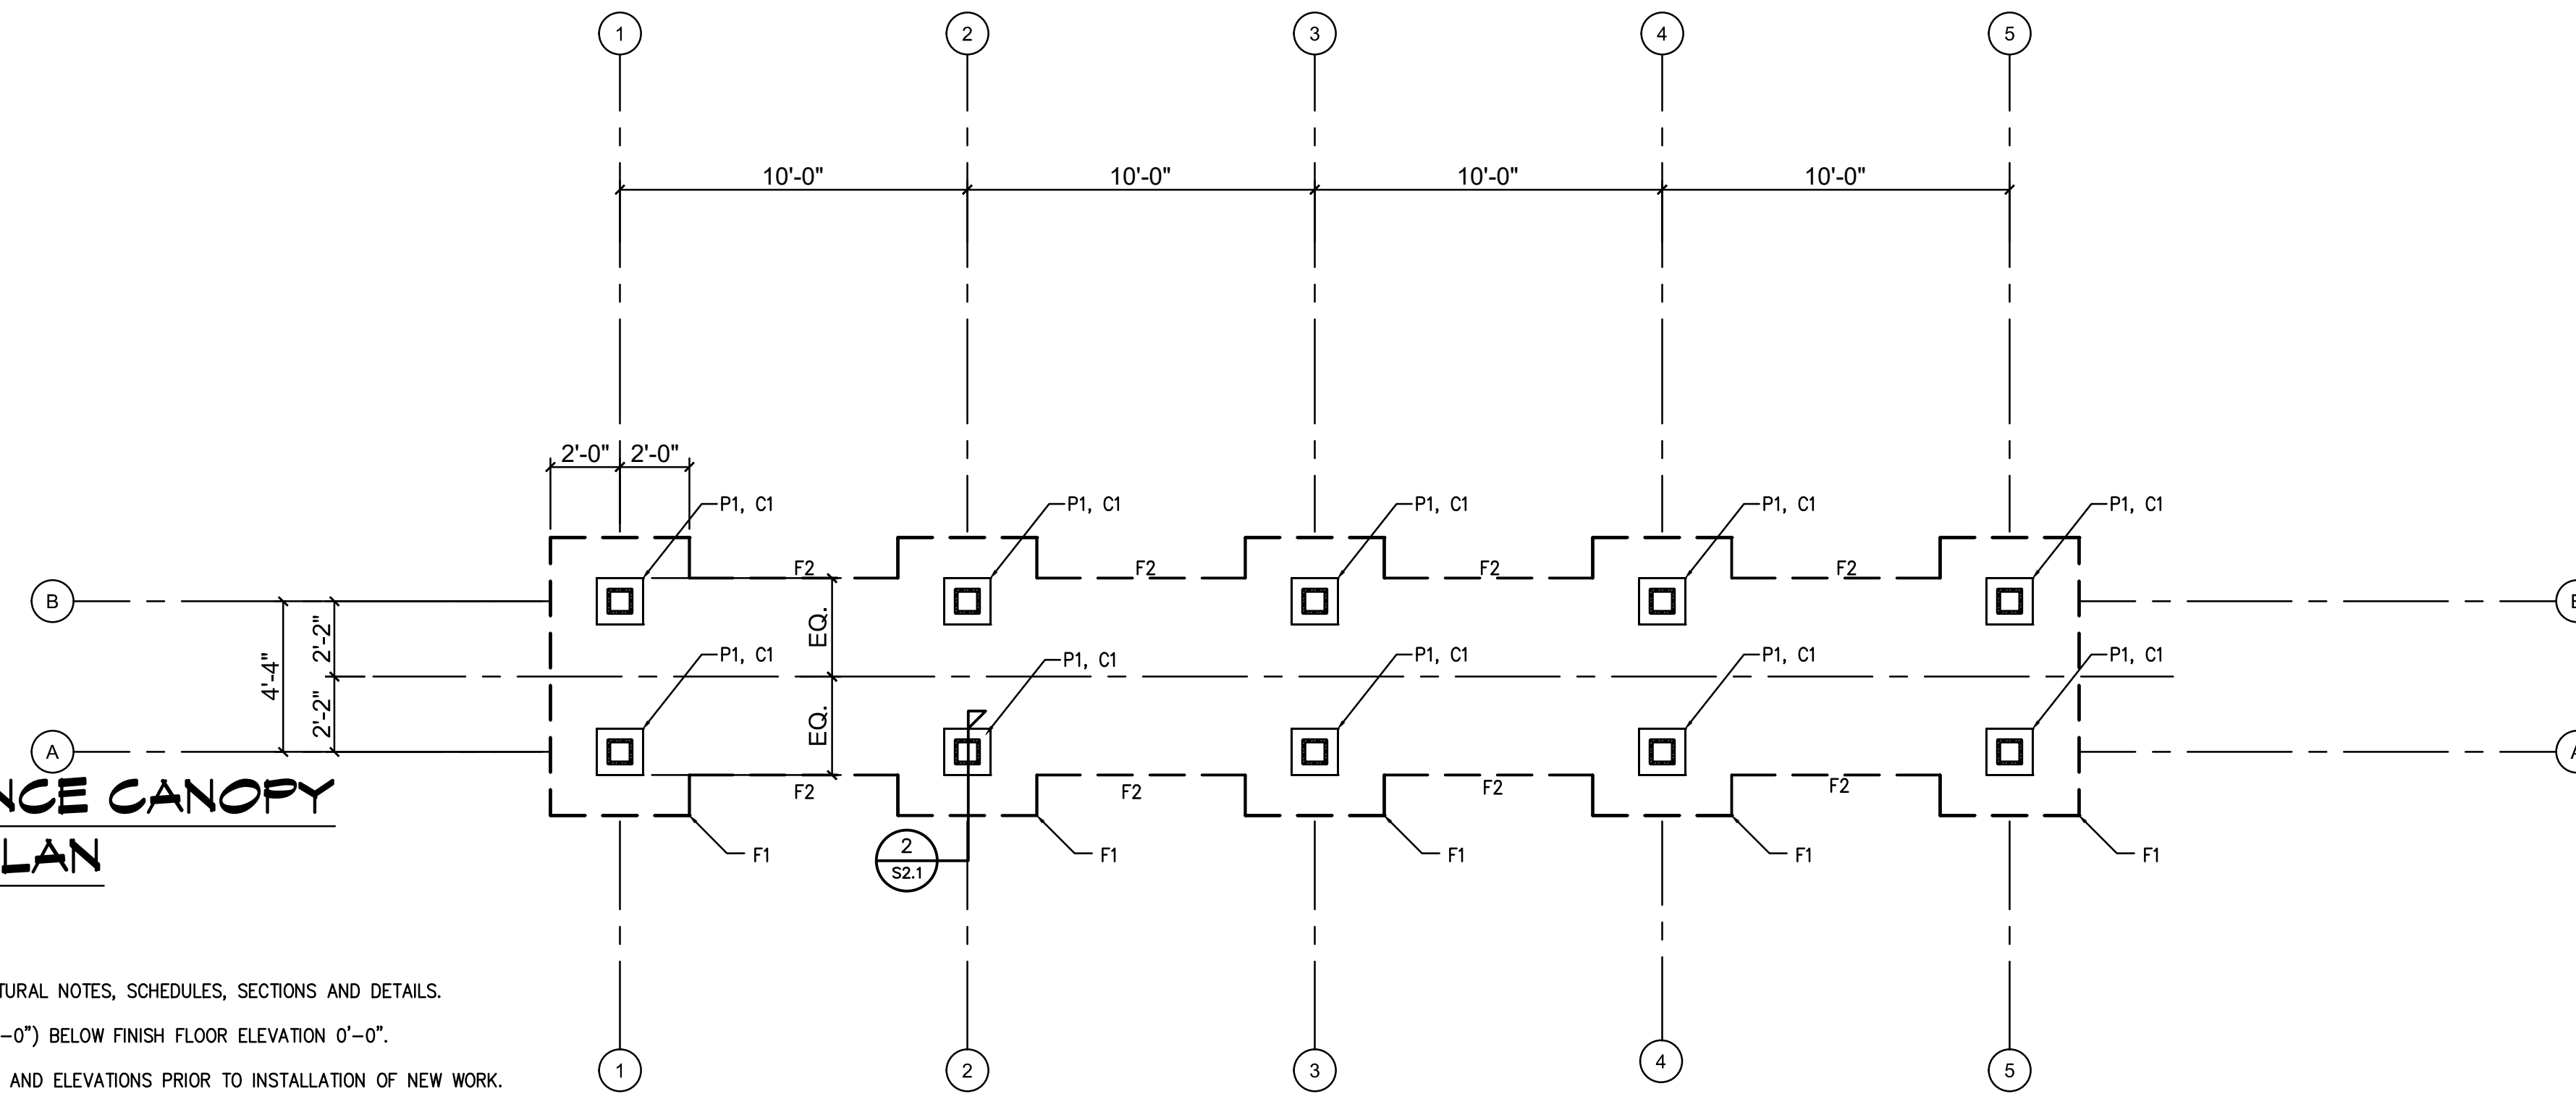 1 2 3 4 5
10'-0" 10'-0" 10'-0" 10'-0"
2'-0" 2'-0"
P1, C1 P1, C1 P1, C1 P1, C1 P1, C1
F2 F2 F2 F2
B
2'-2"
EQ.
4'-4"
P1, C1 P1, C1 P1, C1 P1, C1 P1, C1
2'-2"
EQ.
A
F2 F2 F2 F2
CANOPY
F1 F1 F1 F1 F1
2
S2.1
NOTES, SCHEDULES, SECTIONS AND DETAILS.
-0") BELOW FINISH FLOOR ELEVATION 0'-0".
AND ELEVATIONS PRIOR TO INSTALLATION OF NEW WORK.
1 2 3 4 5